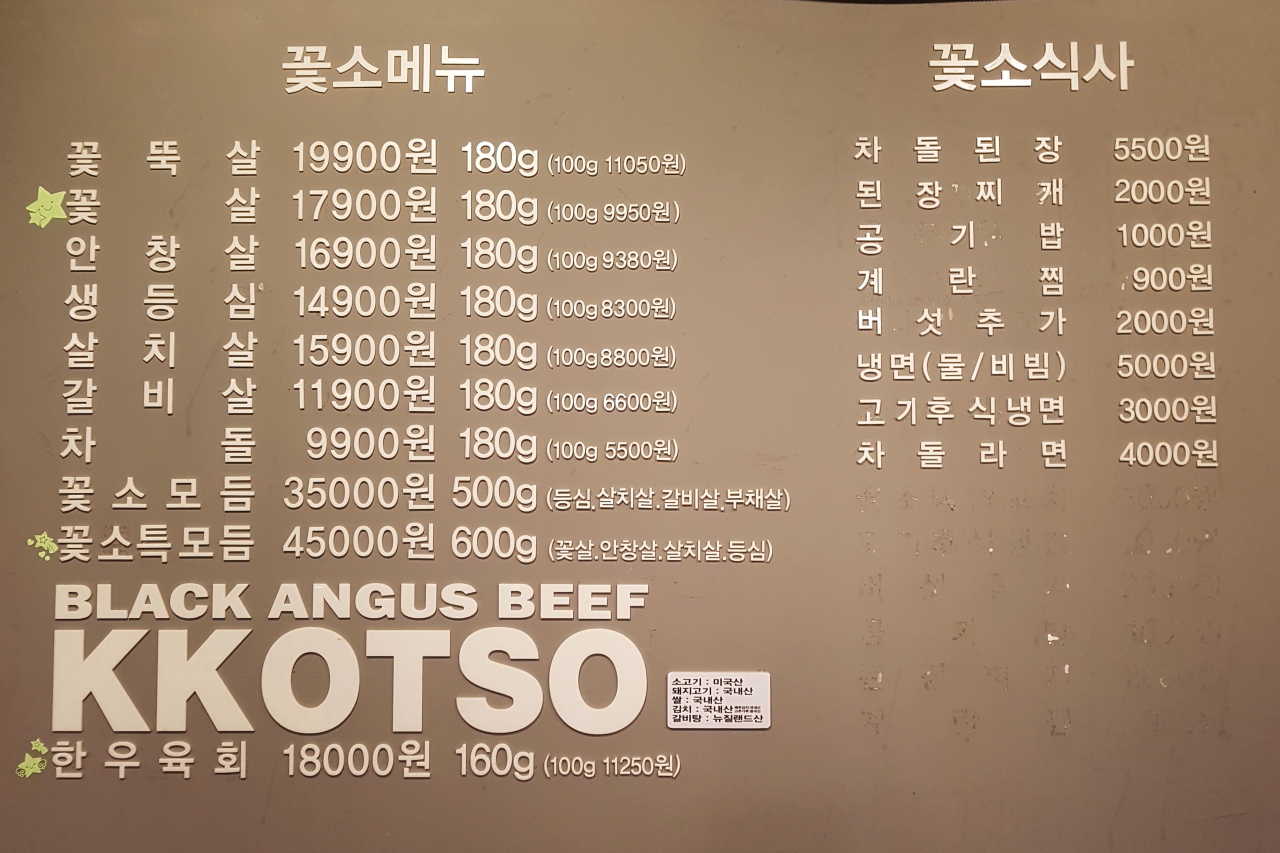 꽃소메뉴
꽃뚝살 19900원 180g (100g 11050원)
꽃살 17900원 180g (100g 9950원)
안창살 16900원 180g (100g 9380원)
생등심 14900원 180g (100g 8300원)
살치살 15900원 180g (100g 8800원)
갈비살 11900원 180g (100g 6600원)
차돌 9900원 180g (100g 5500원)
꽃소모듬 35000원 500g (등심.살치살.갈비살.부채살)
꽃소특모듬 45000원 600g (꽃살.안창살.살치살.등심)
BLACK ANGUS BEEF
KKOTSO
한우육회 18000원 160g (100g 11250원)
소고기 : 미국산
돼지고기 : 국내산
쌀 : 국내산
김치 : 국내산
갈비탕 : 뉴질랜드산
꽃소식사
차돌된장 5500원
된장찌캐 2000원
공기밥 1000원
계란찜 900원
버섯추가 2000원
냉면(물/비빔) 5000원
고기후식냉면 3000원
차돌라면 4000원